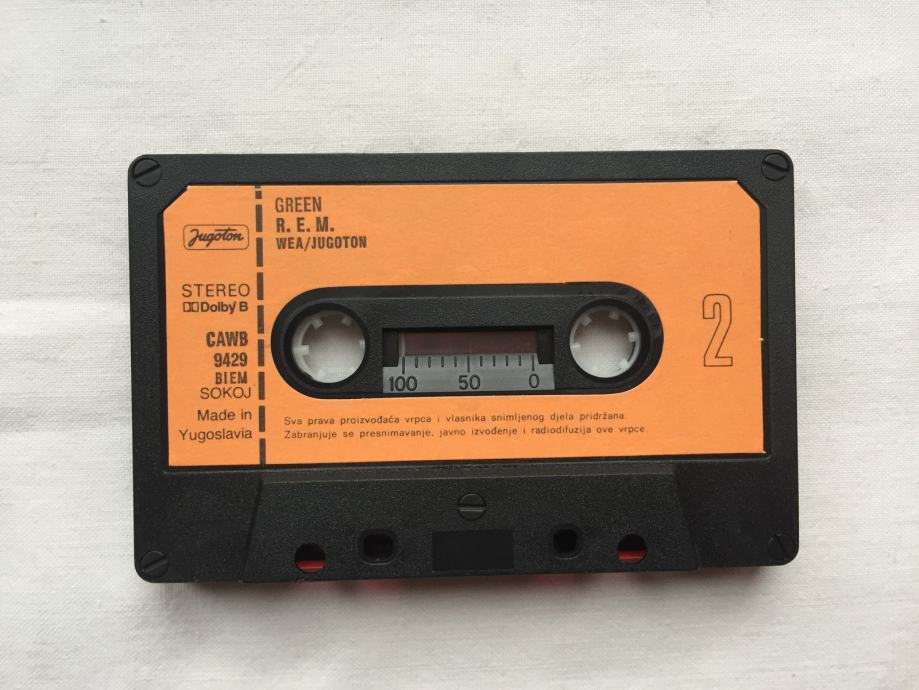 GREEN
R. E. M.
WEA/JUGOTON
Jugoton
STEREO
Dolby B
CAWB
9429
BIEM
SOKOJ
Made in
Yugoslavia
100 50 0
2
Sva prava proizvođača vrpca i vlasnika snimljenog djela pridržana.
Zabranjuje se presnimavanje, javno izvođenje i radiodifuzija ove vrpce.